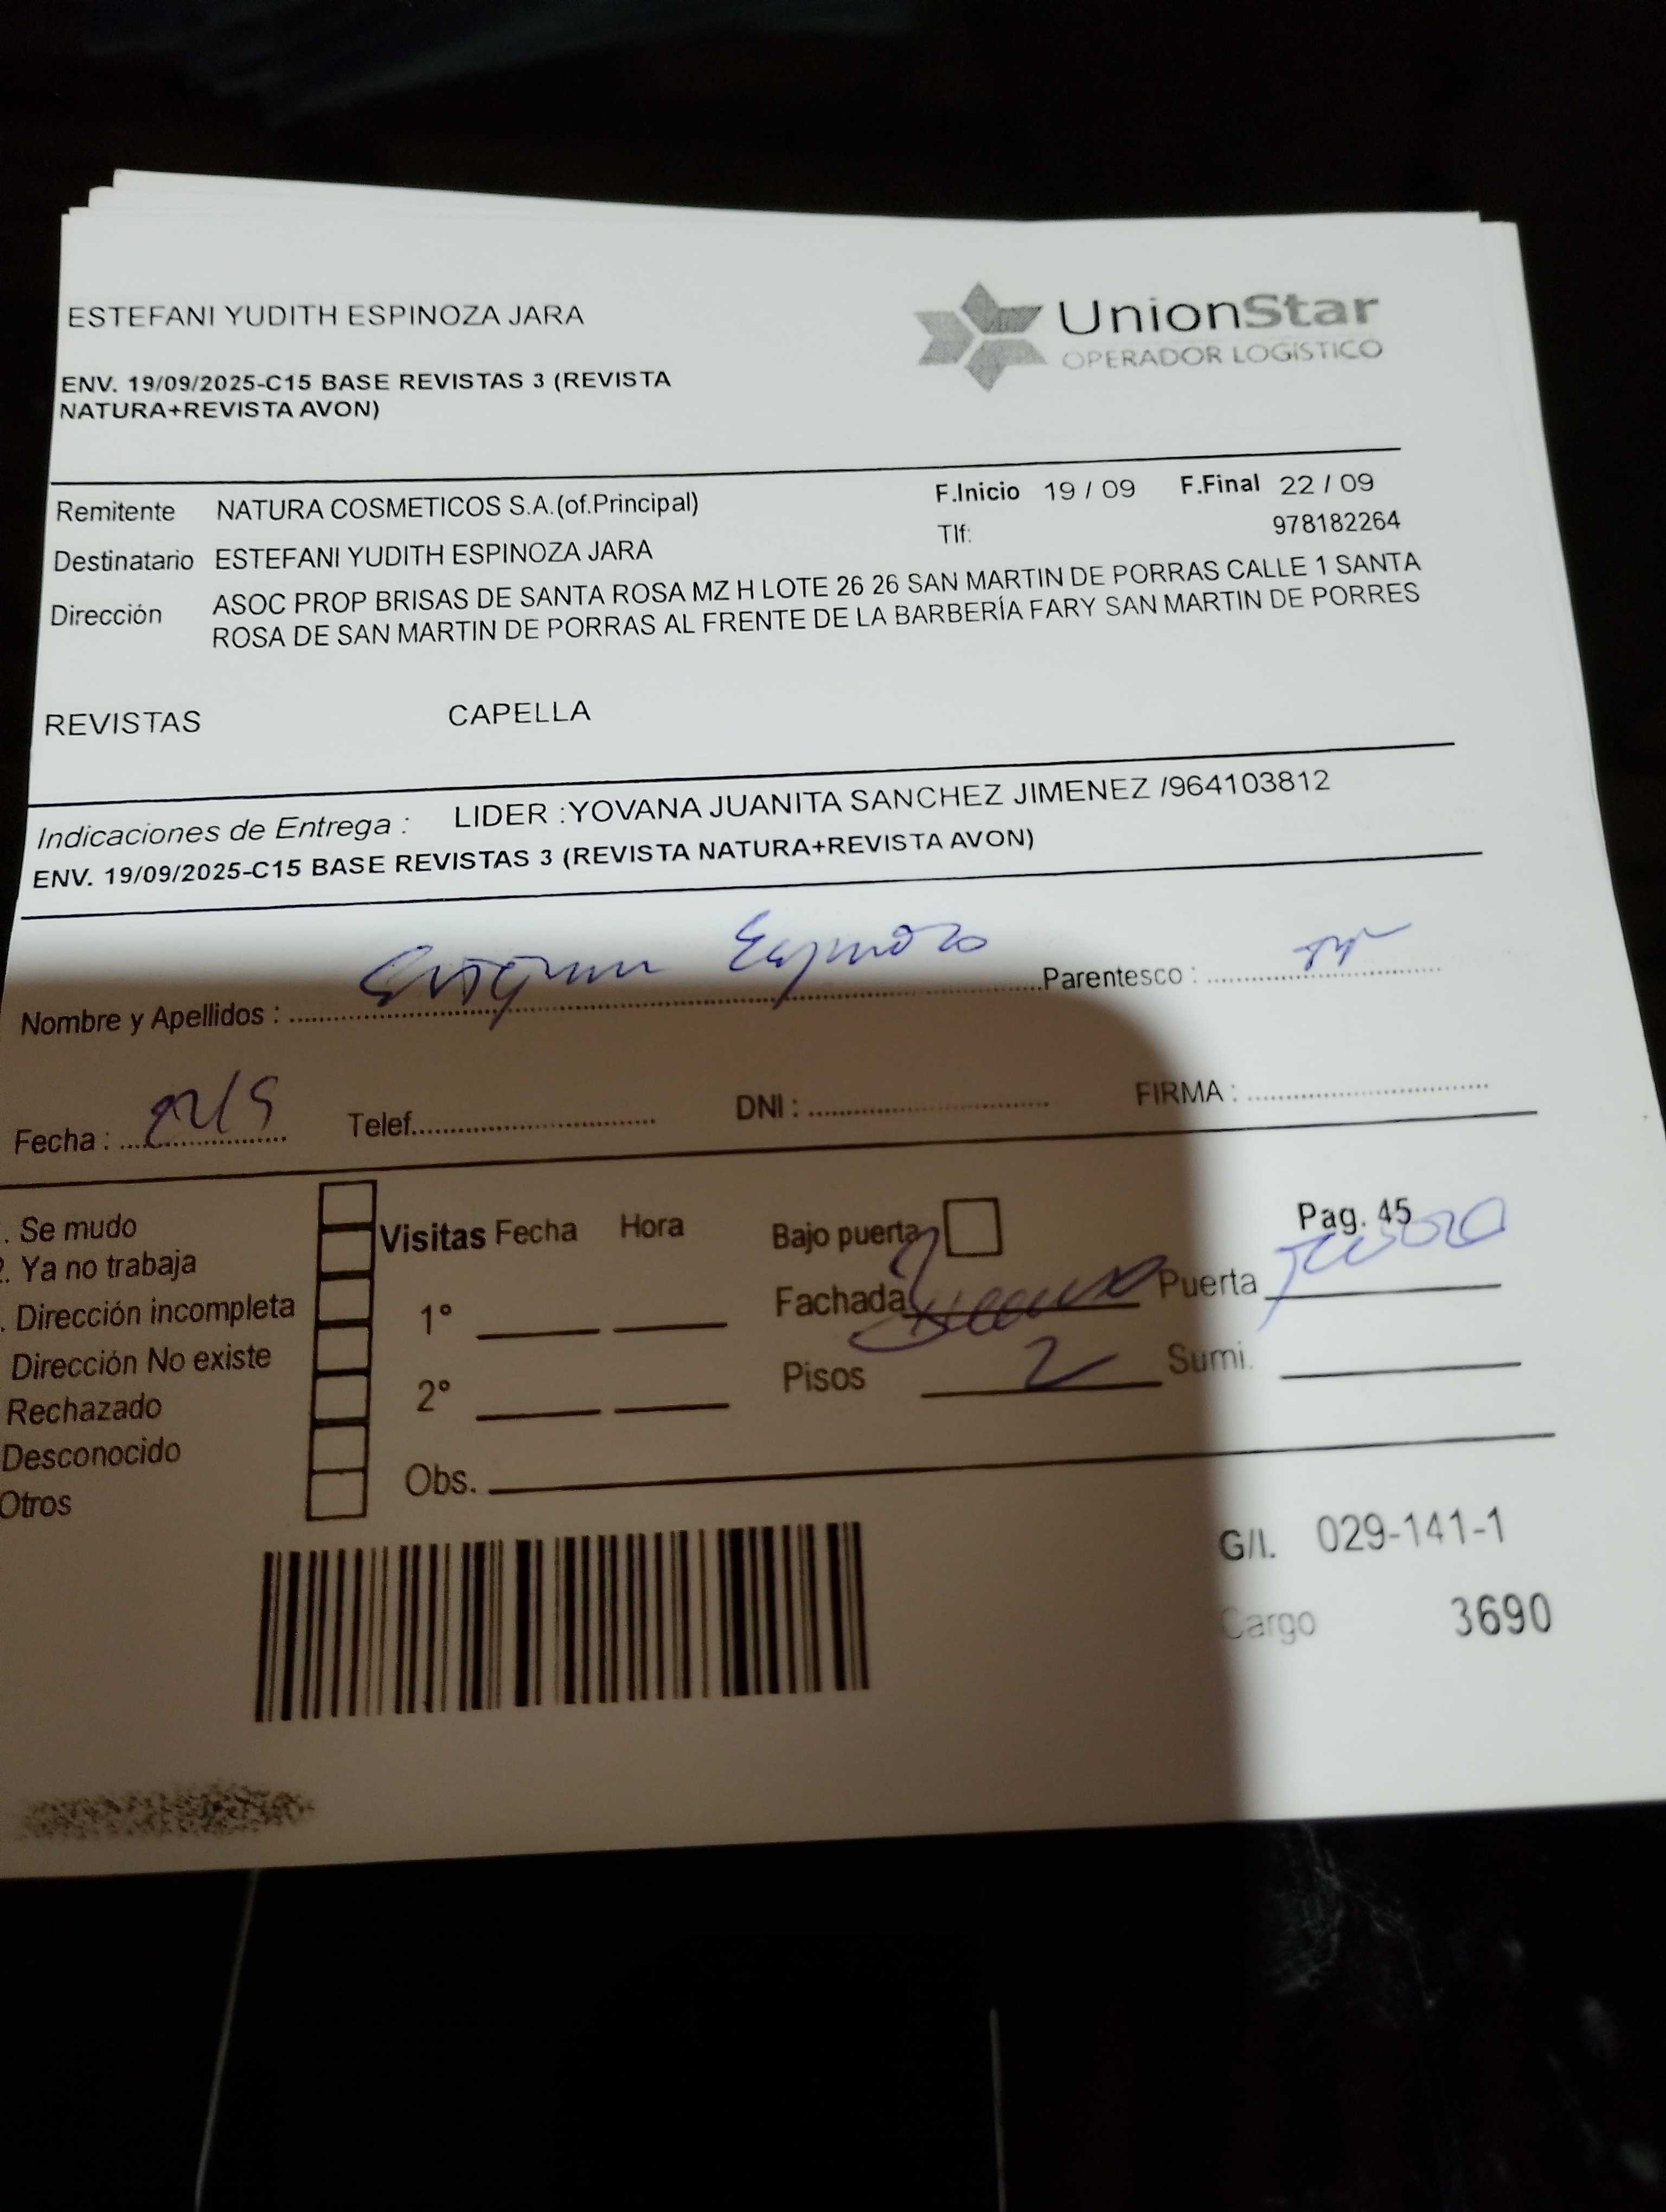 ESTEFANI YUDITH ESPINOZA JARA
UnionStar
OPERADOR LOGÍSTICO
ENV. 19/09/2025-C15 BASE REVISTAS 3 (REVISTA
NATURA+REVISTA AVON)
Remitente NATURA COSMETICOS S.A.(of.Principal) F.Inicio 19 / 09 F.Final 22 / 09
Tlf: 978182264
Destinatario ESTEFANI YUDITH ESPINOZA JARA
Dirección ASOC PROP BRISAS DE SANTA ROSA MZ H LOTE 26 26 SAN MARTIN DE PORRAS CALLE 1 SANTA
ROSA DE SAN MARTIN DE PORRAS AL FRENTE DE LA BARBERÍA FARY SAN MARTIN DE PORRES
REVISTAS CAPELLA
Indicaciones de Entrega : LIDER :YOVANA JUANITA SANCHEZ JIMENEZ /964103812
ENV. 19/09/2025-C15 BASE REVISTAS 3 (REVISTA NATURA+REVISTA AVON)
Nombre y Apellidos : Espinoza Parentesco :
Fecha : Telef. DNI : FIRMA :
. Se mudo
. Ya no trabaja
. Dirección incompleta
Dirección No existe
Rechazado
Desconocido
Otros
Visitas Fecha Hora
1°
2°
Obs.
Bajo puerta
Pag. 45
Fachada Puerta
Pisos 2 Sumi.
G/I. 029-141-1
Cargo 3690